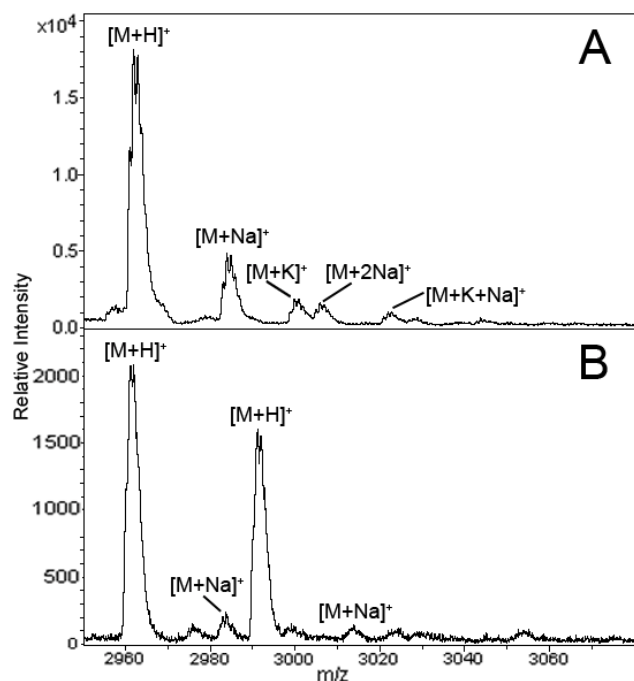 x10⁴
[M+H]⁺
A
1.5
1.0
[M+Na]⁺
[M+K]⁺
[M+2Na]⁺
0.5
[M+K+Na]⁺
0.0
Relative Intensity
[M+H]⁺
B
2000
[M+H]⁺
1500
1000
[M+Na]⁺
500
[M+Na]⁺
0
2960 2980 3000 3020 3040 3060
m/z